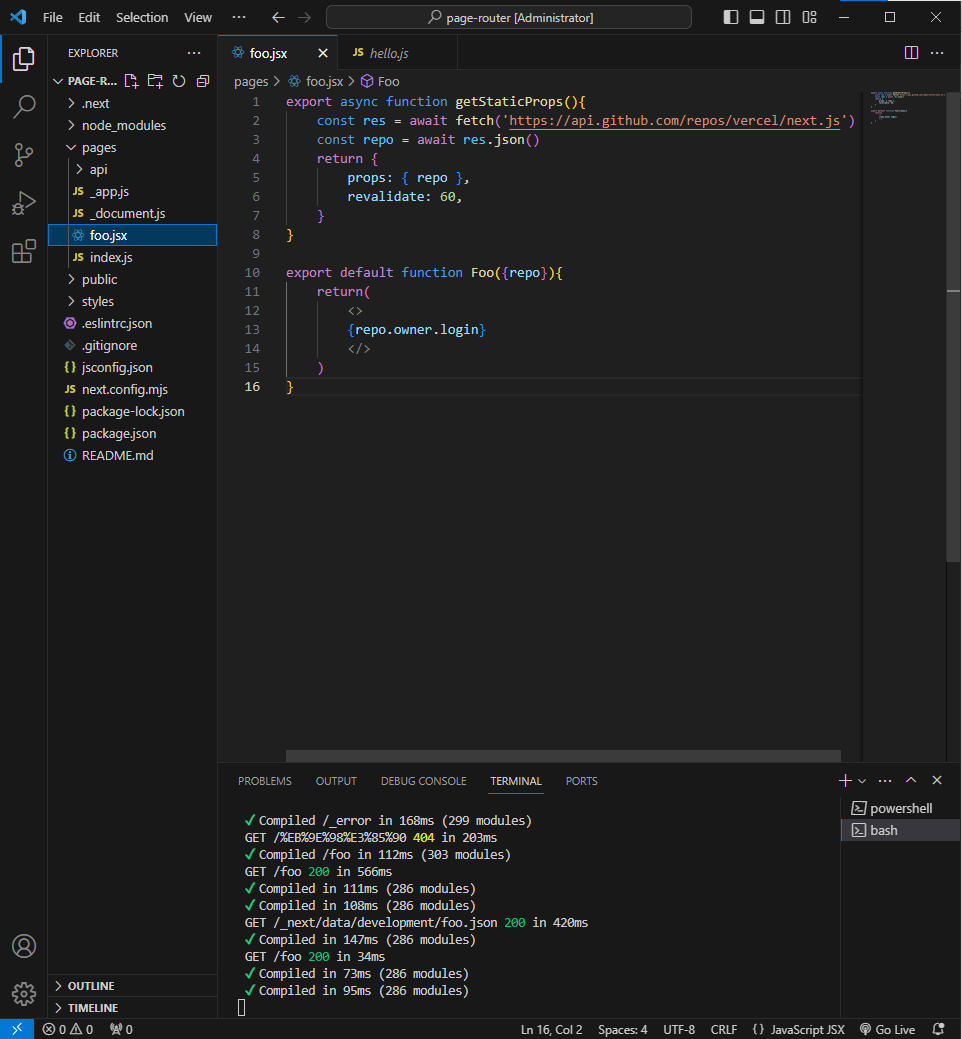 File Edit Selection View ··· page-router [Administrator]
EXPLORER ···
PAGE-R...
.next
node_modules
pages
api
JS _app.js
JS _document.js
foo.jsx
JS index.js
public
styles
.eslintrc.json
.gitignore
{} jsconfig.json
JS next.config.mjs
{} package-lock.json
{} package.json
README.md
OUTLINE
TIMELINE
foo.jsx JS hello.js ···
pages > foo.jsx > Foo
1 export async function getStaticProps(){
2 const res = await fetch('https://api.github.com/repos/vercel/next.js')
3 const repo = await res.json()
4 return {
5 props: { repo },
6 revalidate: 60,
7 }
8 }
9
10 export default function Foo({repo}){
11 return(
12 <>
13 {repo.owner.login}
14 </>
15 )
16 }
PROBLEMS OUTPUT DEBUG CONSOLE TERMINAL PORTS ···
✓ Compiled /_error in 168ms (299 modules)
GET /%EB%9E%98%E3%85%90 404 in 203ms
✓ Compiled /foo in 112ms (303 modules)
GET /foo 200 in 566ms
✓ Compiled in 111ms (286 modules)
✓ Compiled in 108ms (286 modules)
GET /_next/data/development/foo.json 200 in 420ms
✓ Compiled in 147ms (286 modules)
GET /foo 200 in 34ms
✓ Compiled in 73ms (286 modules)
✓ Compiled in 95ms (286 modules)
powershell
bash
0 0 0 Ln 16, Col 2 Spaces: 4 UTF-8 CRLF {} JavaScript JSX Go Live